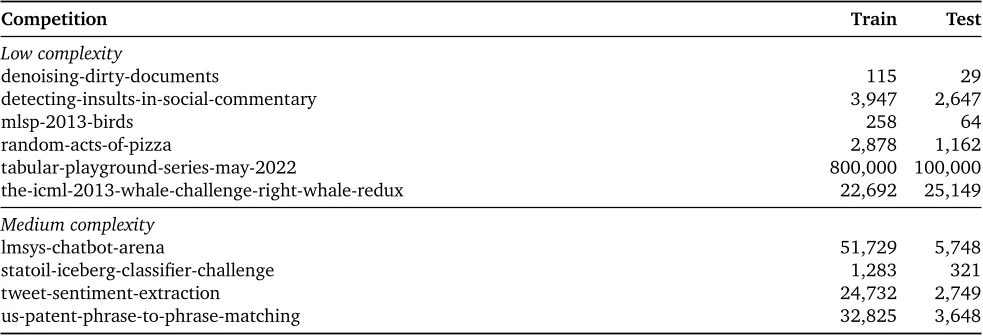 Competition Train Test
Low complexity
denoising-dirty-documents 115 29
detecting-insults-in-social-commentary 3,947 2,647
mlsp-2013-birds 258 64
random-acts-of-pizza 2,878 1,162
tabular-playground-series-may-2022 800,000 100,000
the-icml-2013-whale-challenge-right-whale-redux 22,692 25,149
Medium complexity
lmsys-chatbot-arena 51,729 5,748
statoil-iceberg-classifier-challenge 1,283 321
tweet-sentiment-extraction 24,732 2,749
us-patent-phrase-to-phrase-matching 32,825 3,648